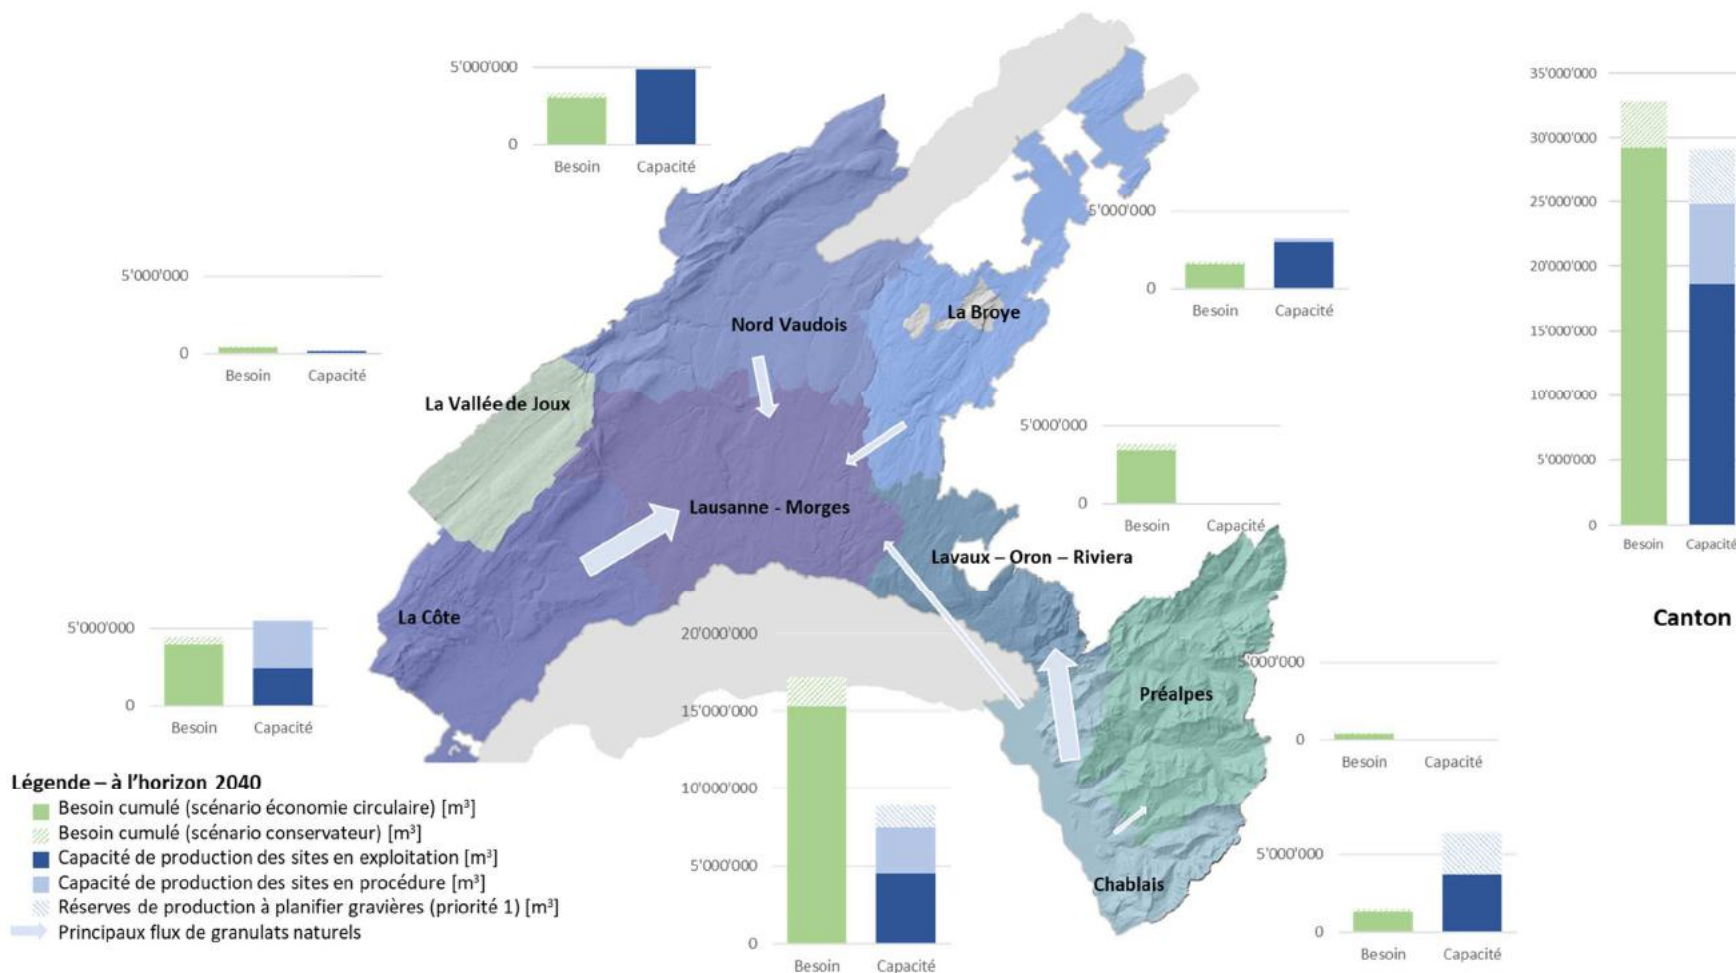 5'000'000
0
Besoin
Capacité
35'000'000
30'000'000
25'000'000
20'000'000
15'000'000
10'000'000
5'000'000
0
Besoin
Capacité
Canton
5'000'000
0
Besoin
Capacité
5'000'000
0
Besoin
Capacité
Nord Vaudois
La Broye
La Vallée de Joux
5'000'000
0
Besoin
Capacité
Lausanne - Morges
Lavaux – Oron – Riviera
La Côte
5'000'000
0
Besoin
Capacité
20'000'000
15'000'000
10'000'000
5'000'000
0
Besoin
Capacité
Préalpes
5'000'000
0
Besoin
Capacité
Chablais
5'000'000
0
Besoin
Capacité
Légende – à l'horizon 2040
Besoin cumulé (scénario économie circulaire) [m³]
Besoin cumulé (scénario conservateur) [m³]
Capacité de production des sites en exploitation [m³]
Capacité de production des sites en procédure [m³]
Réserves de production à planifier gravières (priorité 1) [m³]
Principaux flux de granulats naturels